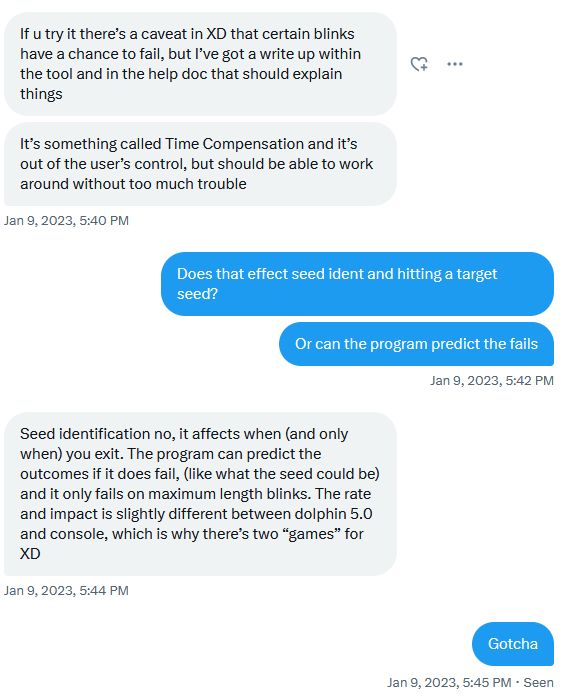 If u try it there's a caveat in XD that certain blinks
have a chance to fail, but I've got a write up within
the tool and in the help doc that should explain
things
It's something called Time Compensation and it's
out of the user's control, but should be able to work
around without too much trouble
Jan 9, 2023, 5:40 PM
Does that effect seed ident and hitting a target
seed?
Or can the program predict the fails
Jan 9, 2023, 5:42 PM
Seed identification no, it affects when (and only
when) you exit. The program can predict the
outcomes if it does fail, (like what the seed could be)
and it only fails on maximum length blinks. The rate
and impact is slightly different between dolphin 5.0
and console, which is why there's two “games” for
XD
Jan 9, 2023, 5:44 PM
Gotcha
Jan 9, 2023, 5:45 PM · Seen